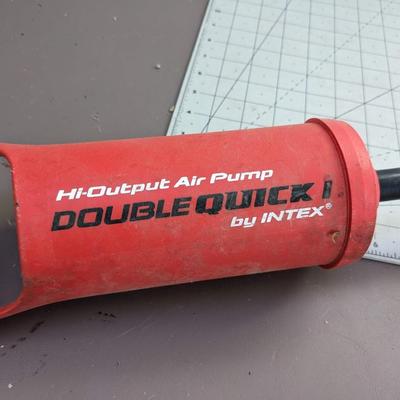 Hi-Output Air Pump
DOUBLE QUICK I
by INTEX®